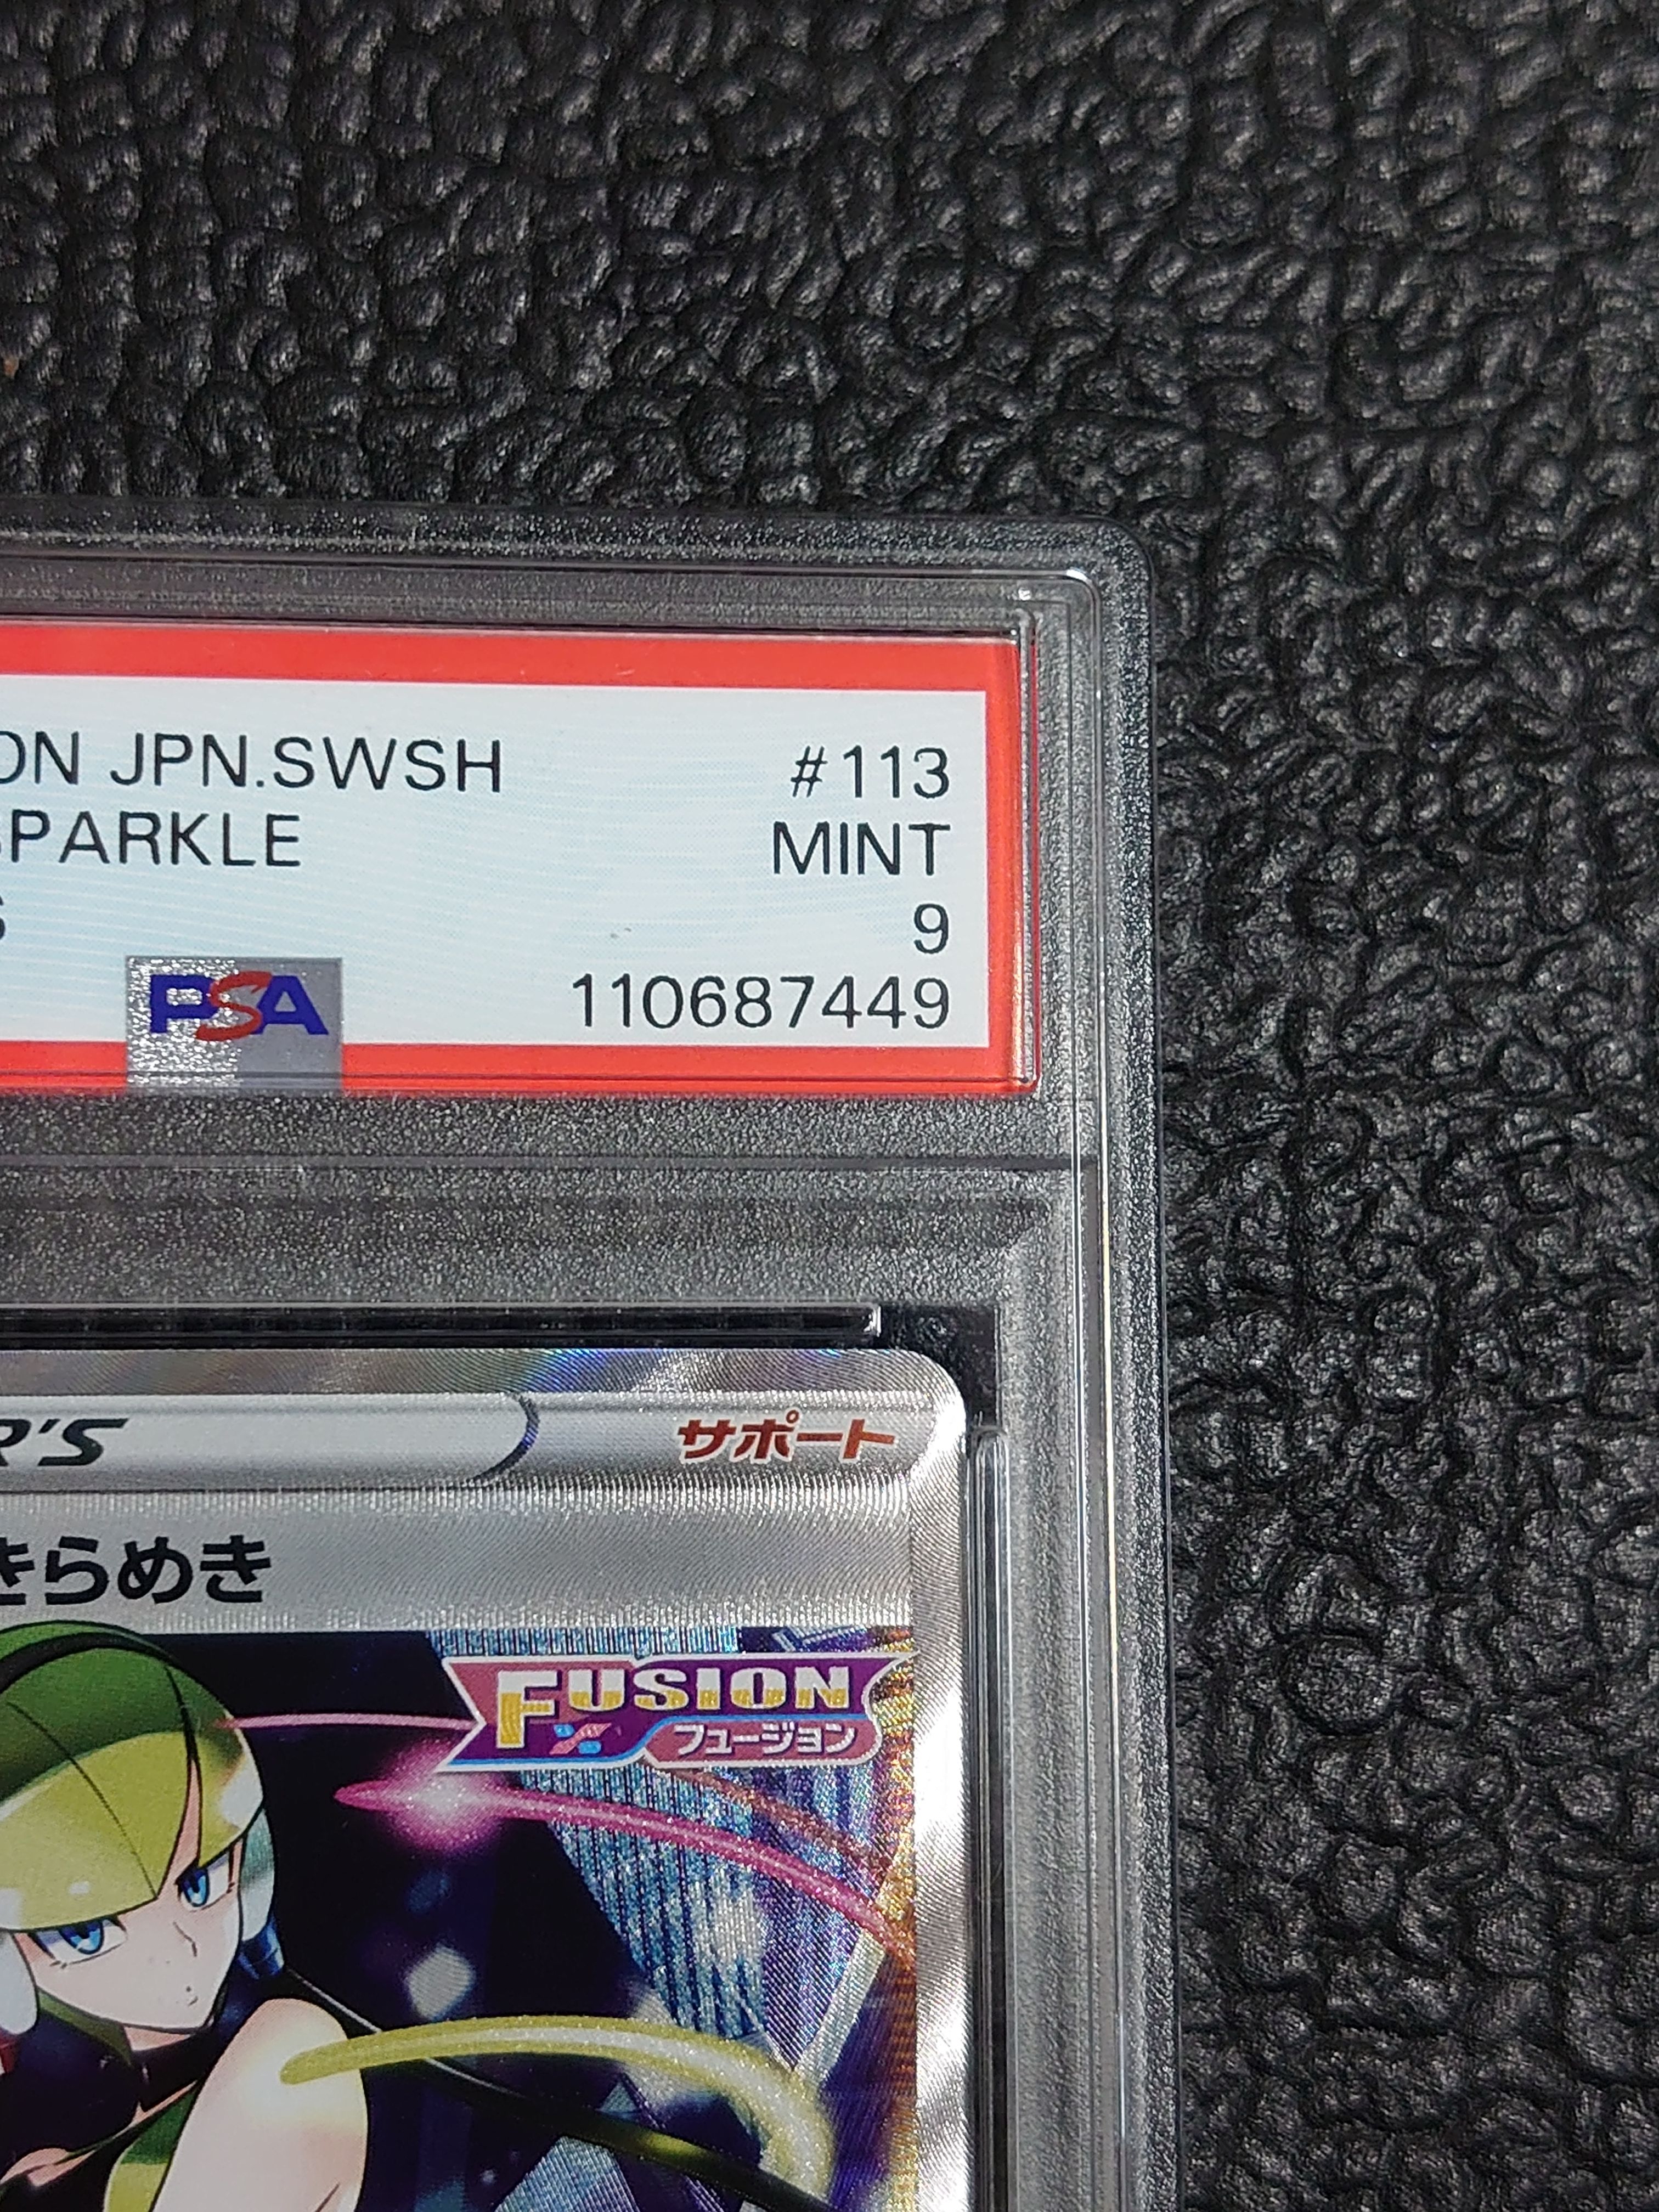 ON JPN.SWSH #113
SPARKLE MINT
9
PSA 110687449
R'S サポート
きらめき
FUSION
フュージョン